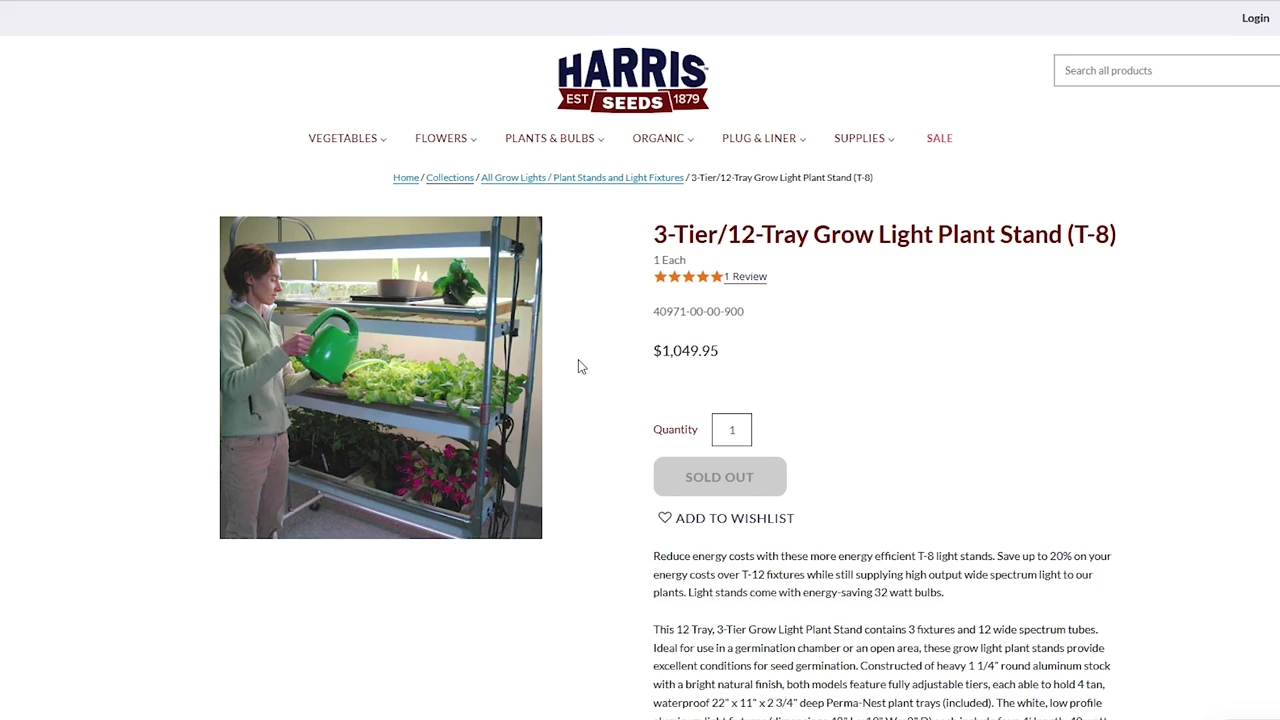 Login
HARRIS
EST SEEDS 1879
Search all products
VEGETABLES FLOWERS PLANTS & BULBS ORGANIC PLUG & LINER SUPPLIES SALE
Home / Collections / All Grow Lights / Plant Stands and Light Fixtures / 3-Tier/12-Tray Grow Light Plant Stand (T-8)
3-Tier/12-Tray Grow Light Plant Stand (T-8)
1 Each
1 Review
40971-00-00-900
$1,049.95
Quantity 1
SOLD OUT
ADD TO WISHLIST
Reduce energy costs with these more energy efficient T-8 light stands. Save up to 20% on your
energy costs over T-12 fixtures while still supplying high output wide spectrum light to our
plants. Light stands come with energy-saving 32 watt bulbs.
This 12 Tray, 3-Tier Grow Light Plant Stand contains 3 fixtures and 12 wide spectrum tubes.
Ideal for use in a germination chamber or an open area, these grow light plant stands provide
excellent conditions for seed germination. Constructed of heavy 1 1/4" round aluminum stock
with a bright natural finish, both models feature fully adjustable tiers, each able to hold 4 tan,
waterproof 22" x 11" x 2 3/4" deep Perma-Nest plant trays (included). The white, low profile